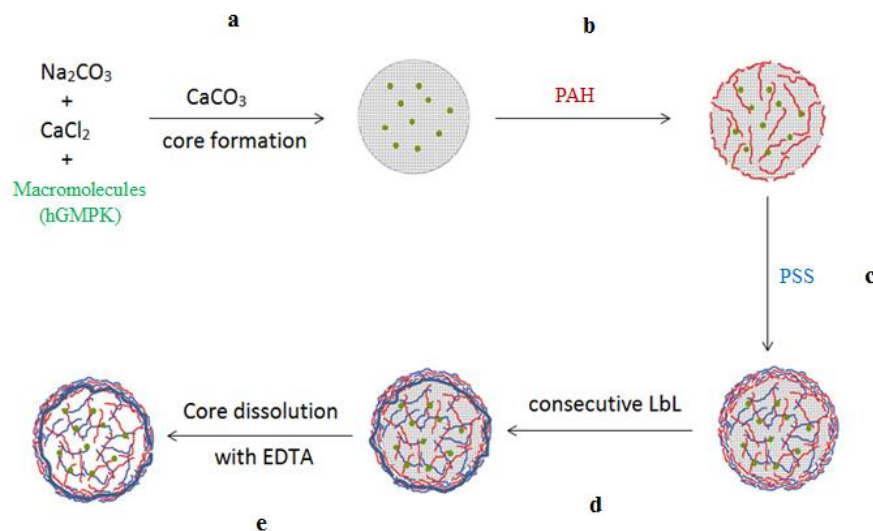 a
b
Na₂CO₃
+
CaCl₂
+
Macromolecules
(hGMPK)
CaCO₃
core formation
PAH
PSS
c
consecutive LbL
d
Core dissolution
with EDTA
e